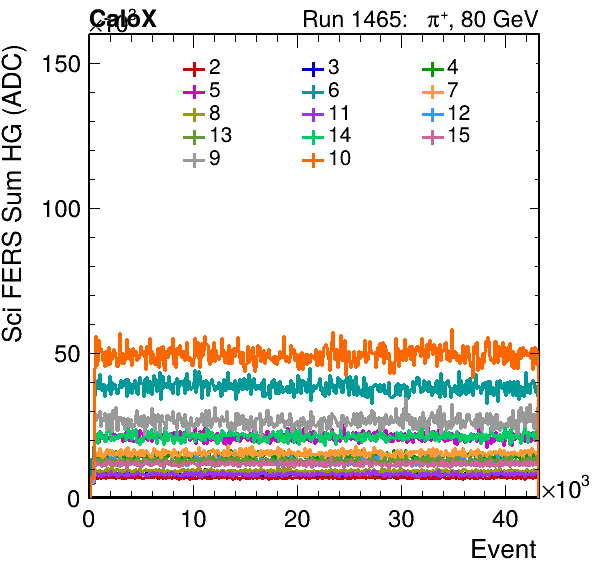 CaloX Run 1465: π⁺, 80 GeV
×10³
Sci FERS Sum HG (ADC)
150
100
50
0
2 3 4
5 6 7
8 11 12
13 14 15
9 10
0 10 20 30 40
×10³
Event